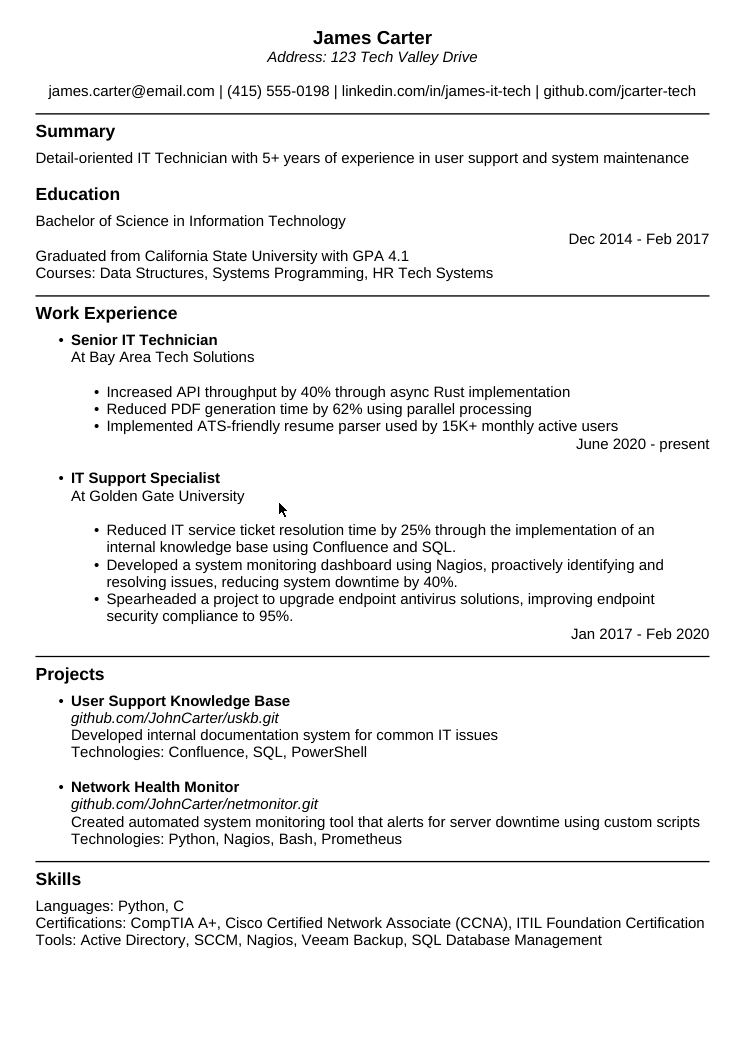 James Carter
Address: 123 Tech Valley Drive
james.carter@email.com | (415) 555-0198 | linkedin.com/in/james-it-tech | github.com/jcarter-tech
Summary
Detail-oriented IT Technician with 5+ years of experience in user support and system maintenance
Education
Bachelor of Science in Information Technology
Dec 2014 - Feb 2017
Graduated from California State University with GPA 4.1
Courses: Data Structures, Systems Programming, HR Tech Systems
Work Experience
• Senior IT Technician
At Bay Area Tech Solutions
• Increased API throughput by 40% through async Rust implementation
• Reduced PDF generation time by 62% using parallel processing
• Implemented ATS-friendly resume parser used by 15K+ monthly active users
June 2020 - present
• IT Support Specialist
At Golden Gate University
• Reduced IT service ticket resolution time by 25% through the implementation of an
internal knowledge base using Confluence and SQL.
• Developed a system monitoring dashboard using Nagios, proactively identifying and
resolving issues, reducing system downtime by 40%.
• Spearheaded a project to upgrade endpoint antivirus solutions, improving endpoint
security compliance to 95%.
Jan 2017 - Feb 2020
Projects
• User Support Knowledge Base
github.com/JohnCarter/uskb.git
Developed internal documentation system for common IT issues
Technologies: Confluence, SQL, PowerShell
• Network Health Monitor
github.com/JohnCarter/netmonitor.git
Created automated system monitoring tool that alerts for server downtime using custom scripts
Technologies: Python, Nagios, Bash, Prometheus
Skills
Languages: Python, C
Certifications: CompTIA A+, Cisco Certified Network Associate (CCNA), ITIL Foundation Certification
Tools: Active Directory, SCCM, Nagios, Veeam Backup, SQL Database Management